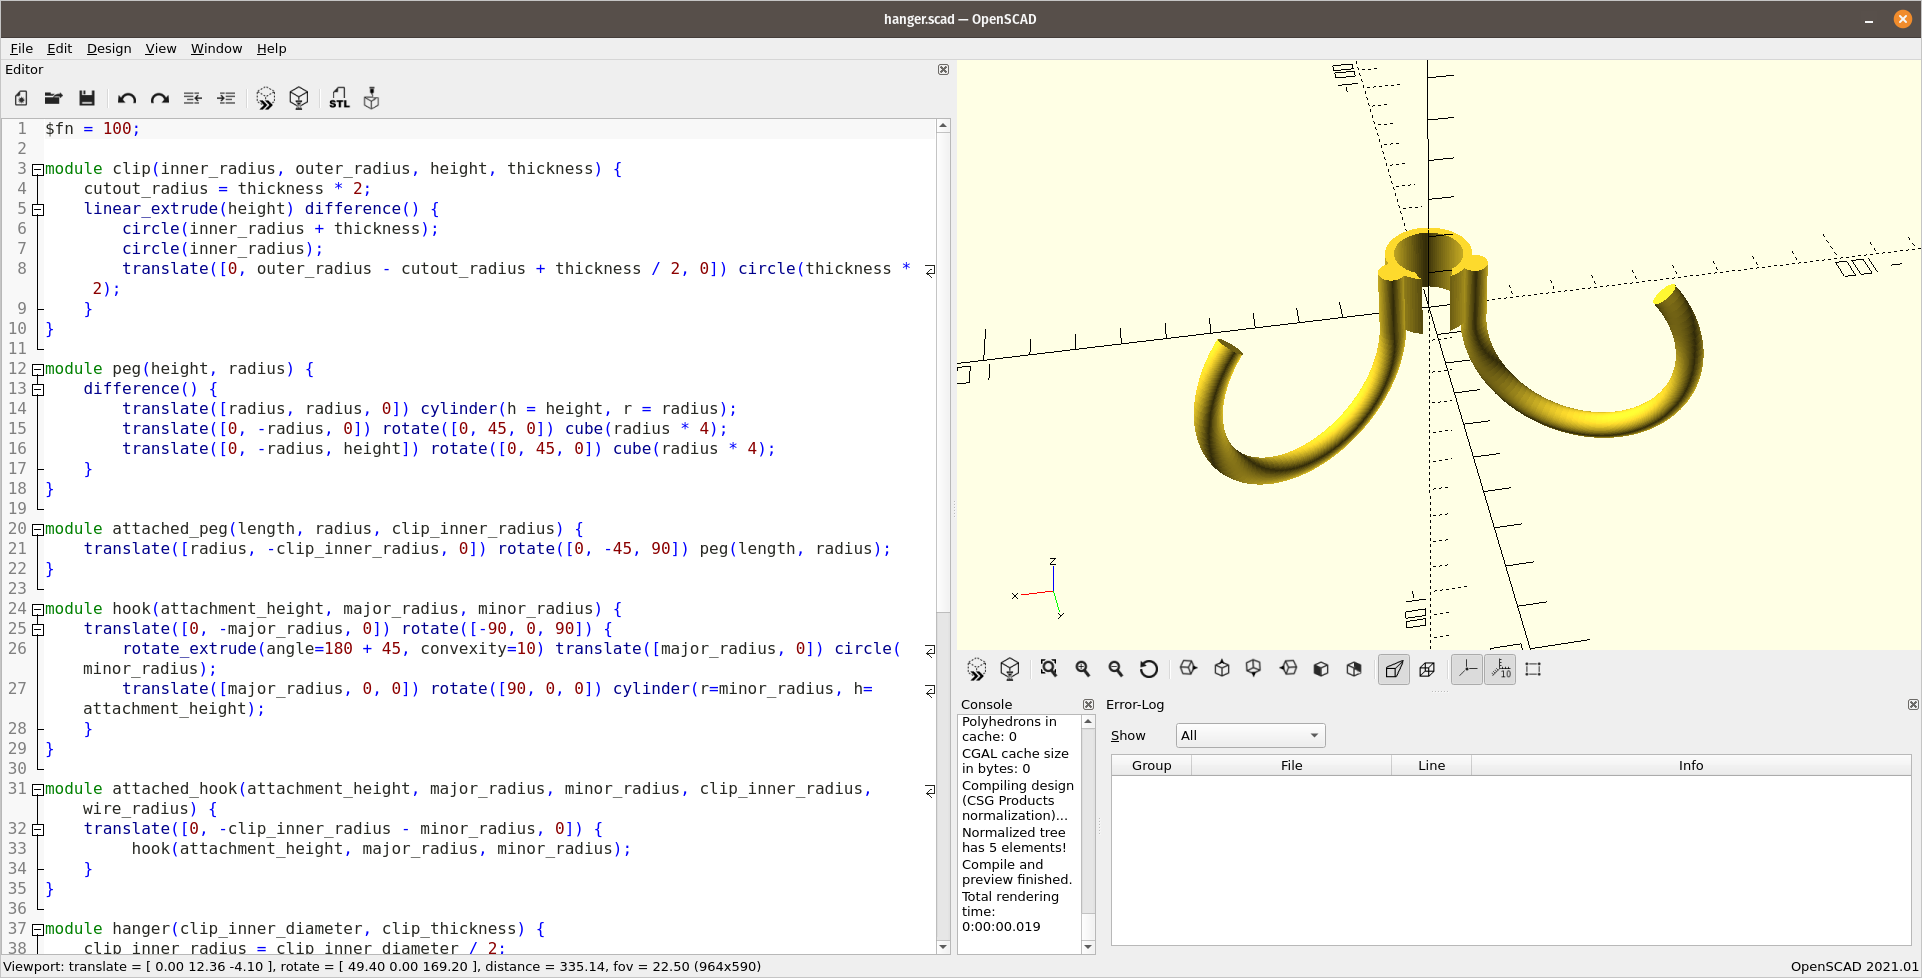 hanger.scad — OpenSCAD
File Edit Design View Window Help
Editor
STL
1 $fn = 100;
2
3 module clip(inner_radius, outer_radius, height, thickness) {
4     cutout_radius = thickness * 2;
5     linear_extrude(height) difference() {
6         circle(inner_radius + thickness);
7         circle(inner_radius);
8         translate([0, outer_radius - cutout_radius + thickness / 2, 0]) circle(thickness *
2);
9     }
10 }
11
12 module peg(height, radius) {
13     difference() {
14         translate([radius, radius, 0]) cylinder(h = height, r = radius);
15         translate([0, -radius, 0]) rotate([0, 45, 0]) cube(radius * 4);
16         translate([0, -radius, height]) rotate([0, 45, 0]) cube(radius * 4);
17     }
18 }
19
20 module attached_peg(length, radius, clip_inner_radius) {
21     translate([radius, -clip_inner_radius, 0]) rotate([0, -45, 90]) peg(length, radius);
22 }
23
24 module hook(attachment_height, major_radius, minor_radius) {
25     translate([0, -major_radius, 0]) rotate([-90, 0, 90]) {
26         rotate_extrude(angle=180 + 45, convexity=10) translate([major_radius, 0]) circle(
minor_radius);
27         translate([major_radius, 0, 0]) rotate([90, 0, 0]) cylinder(r=minor_radius, h=
attachment_height);
28     }
29 }
30
31 module attached_hook(attachment_height, major_radius, minor_radius, clip_inner_radius,
wire_radius) {
32     translate([0, -clip_inner_radius - minor_radius, 0]) {
33          hook(attachment_height, major_radius, minor_radius);
34     }
35 }
36
37 module hanger(clip_inner_diameter, clip_thickness) {
38     clip_inner_radius = clip_inner_diameter / 2;
z
x
y
10
Console
Polyhedrons in
cache: 0
CGAL cache size
in bytes: 0
Compiling design
(CSG Products
normalization)...
Normalized tree
has 5 elements!
Compile and
preview finished.
Total rendering
time:
0:00:00.019
Error-Log
Show All
Group File Line Info
Viewport: translate = [ 0.00 12.36 -4.10 ], rotate = [ 49.40 0.00 169.20 ], distance = 335.14, fov = 22.50 (964x590)
OpenSCAD 2021.01